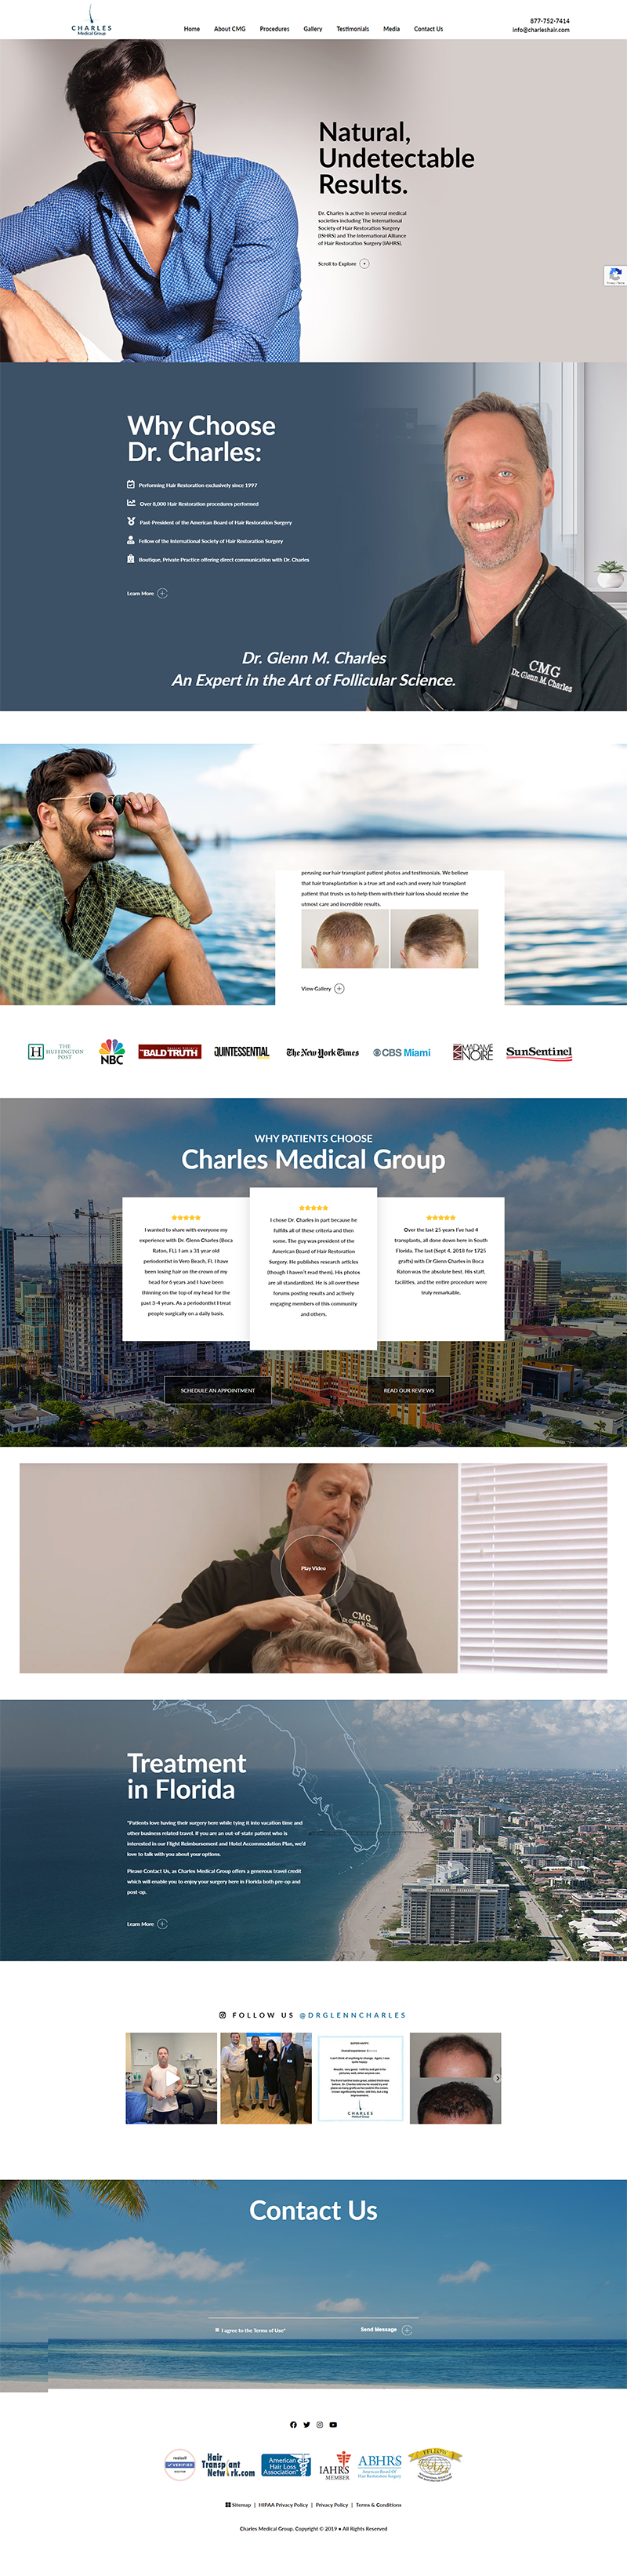 CHARLES
Medical Group
Home About CMG Procedures Gallery Testimonials Media Contact Us
877-752-7414
info@charleshair.com
Natural,
Undetectable
Results.
Dr. Charles is active in several medical
societies including The International
Society of Hair Restoration Surgery
(ISHRS) and The International Alliance
of Hair Restoration Surgery (IAHRS).
Scroll to Explore
Why Choose
Dr. Charles:
Performing Hair Restoration exclusively since 1997
Over 8,000 Hair Restoration procedures performed
Past-President of the American Board of Hair Restoration Surgery
Fellow of the International Society of Hair Restoration Surgery
Boutique, Private Practice offering direct communication with Dr. Charles
Learn More
CMG
Dr. Glenn M. Charles
Dr. Glenn M. Charles
An Expert in the Art of Follicular Science.
perusing our hair transplant patient photos and testimonials. We believe
that hair transplantation is a true art and each and every hair transplant
patient that trusts us to help them with their hair loss should receive the
utmost care and incredible results.
View Gallery
H THE HUFFINGTON POST
NBC
BALD TRUTH
QUINTESSENTIAL
The New York Times
CBS Miami
MADAME NOIRE
SunSentinel
WHY PATIENTS CHOOSE
Charles Medical Group
I wanted to share with everyone my
experience with Dr. Glenn Charles (Boca
Raton, FL). I am a 31 year old
periodontist in Vero Beach, Fl. I have
been losing hair on the crown of my
head for 6 years and I have been
thinning on the top of my head for the
past 3-4 years. As a periodontist I treat
people surgically on a daily basis.
I chose Dr. Charles in part because he
fulfills all of these criteria and then
some. The guy was president of the
American Board of Hair Restoration
Surgery. He publishes research articles
(though I haven't read them). His photos
are all standardized. He is all over these
forums posting results and actively
engaging members of this community
and others.
Over the last 25 years I've had 4
transplants, all done down here in South
Florida. The last (Sept 4, 2018 for 1725
grafts) with Dr Glenn Charles in Boca
Raton was the absolute best. His staff,
facilities, and the entire procedure were
truly remarkable.
SCHEDULE AN APPOINTMENT
READ OUR REVIEWS
Play Video
CMG
Dr. Glenn M. Charles
Treatment
in Florida
"Patients love having their surgery here while tying it into vacation time and
other business related travel. If you are an out-of-state patient who is
interested in our Flight Reimbursement and Hotel Accommodation Plan, we'd
love to talk with you about your options.
Please Contact Us, as Charles Medical Group offers a generous travel credit
which will enable you to enjoy your surgery here in Florida both pre-op and
post-op.
Learn More
FOLLOW US @DRGLENNCHARLES
CHARLES
Medical Group
Contact Us
I agree to the Terms of Use*
Send Message
realself
VERIFIED
DOCTOR
Hair
Transplant
Network.com
American
Hair Loss
Association
IAHRS
MEMBER
ABHRS
American Board of
Hair Restoration Surgery
FELLOW
Sitemap | HIPAA Privacy Policy | Privacy Policy | Terms & Conditions
Charles Medical Group. Copyright © 2019 • All Rights Reserved